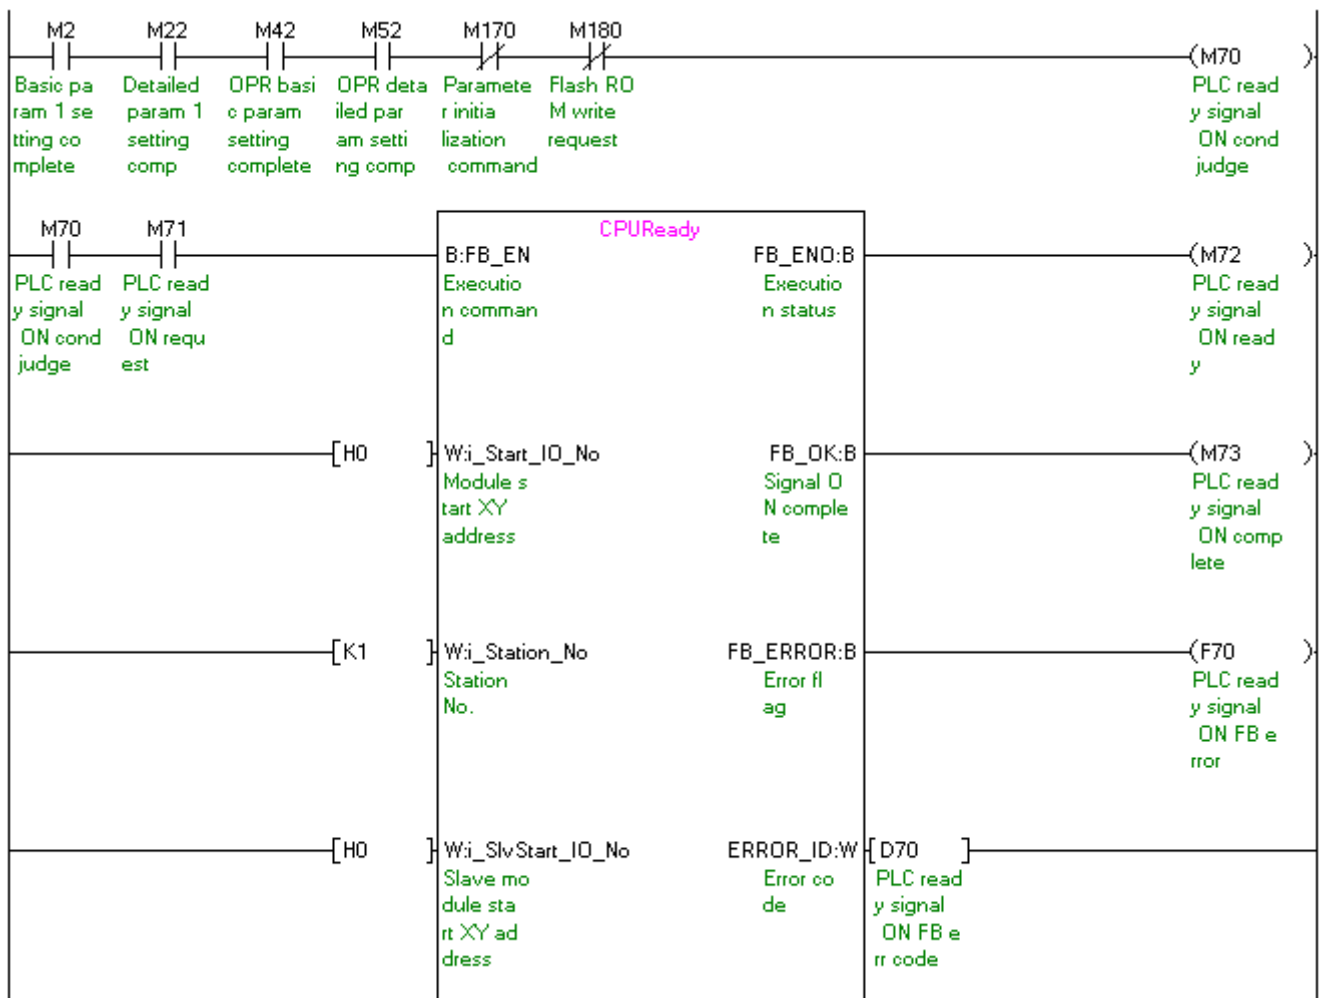 M2 M22 M42 M52 M170 M180
(M70 )
Basic pa Detailed OPR basi OPR deta Paramete Flash RO PLC read
ram 1 se param 1 c param iled par r initia M write y signal
tting co setting setting am setti lization request ON cond
mplete comp complete ng comp command judge
M70 M71 CPUReady
B:FB_EN FB_ENO:B (M72 )
PLC read PLC read Executio Executio PLC read
y signal y signal n comman n status y signal
ON cond ON requ d ON read
judge est y
[H0 ] W:i_Start_IO_No FB_OK:B (M73 )
Module s Signal O PLC read
tart XY N comple y signal
address te ON comp
lete
[K1 ] W:i_Station_No FB_ERROR:B (F70 )
Station Error fl PLC read
No. ag y signal
ON FB e
rror
[H0 ] W:i_SlvStart_IO_No ERROR_ID:W [D70 ]
Slave mo Error co PLC read
dule sta de y signal
rt XY ad ON FB e
dress rr code